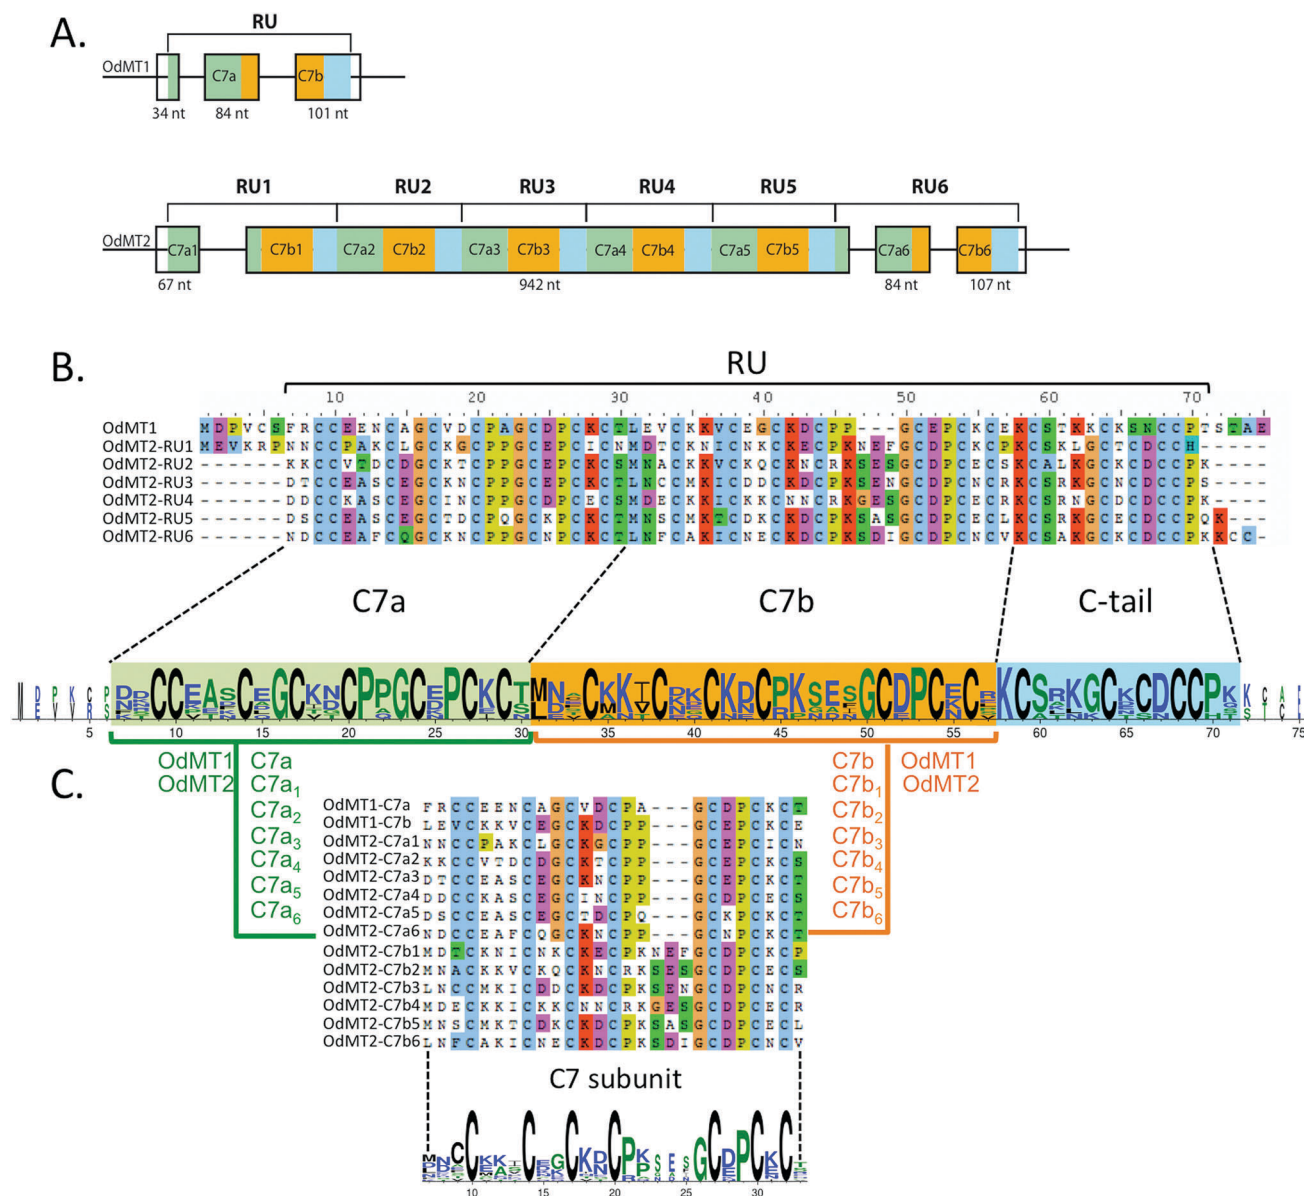 A.
RU
OdMT1
C7a
C7b
34 nt
84 nt
101 nt
RU1
RU2
RU3
RU4
RU5
RU6
OdMT2
C7a1
C7b1
C7a2
C7b2
C7a3
C7b3
C7a4
C7b4
C7a5
C7b5
C7a6
C7b6
67 nt
942 nt
84 nt
107 nt
B.
RU
10 20 30 40 50 60 70
OdMT1 MDPVCSFRCCEENCAGCVDCPAGCDPCKCTLEVCKKVCEGCKDCPP---GCEPCKCEKCSTKKCKSNCCPTSTAE
OdMT2-RU1 MEVKRPNNCCPAKCLGCKGCPPGCEPCICNMDTCKNICNKCKECPKNEFGCDPCKCPKCSKLGCTCDCCPH----
OdMT2-RU2 ------KKCCVTDCDGCKTCPPGCEPCKCSMNACKKVCKQCKNCRKSESGCDPCECSKCALKGCKCDCCPK----
OdMT2-RU3 ------DTCCEASCEGCKNCPPGCEPCKCTLNCCMKICDDCKDCPKSENGCDPCNCRKCSRKGCECDCCPK----
OdMT2-RU4 ------DDCCKASCEGCINCPPGCDPCECSMDECKKICKKCNNCRKGESGCDPCECRKCSRNGCDCDCCPS----
OdMT2-RU5 ------DSCCEASCEGCTDCPQGCKPCKCTMNSCMKTCDKCKDCPKSASGCDPCECLKCSRKGCECDCCPQK---
OdMT2-RU6 ------NDCCEAFCQGCKNCPPGCNPCKCTLNFCAKICNECKDCPKSDIGCDPCNCVKCSAKGCKCDCCPKKCC-
C7a
C7b
C-tail
5 10 15 20 25 30 35 40 45 50 55 60 65 70 75
OdMT1 C7a
OdMT2 C7a1
C7a2
C7a3
C7a4
C7a5
C7a6
C7b OdMT1
C7b1 OdMT2
C7b2
C7b3
C7b4
C7b5
C7b6
C.
OdMT1-C7a FRCCEENCAGCVDCPA---GCDPCKCT
OdMT1-C7b LEVCKKVCEGCKDCPP---GCEPCKCE
OdMT2-C7a1 NNCCPAKCLGCKGCPP---GCEPCICN
OdMT2-C7a2 KKCCVTDCDGCKTCPP---GCEPCKCS
OdMT2-C7a3 DTCCEASCEGCKNCPP---GCEPCKCT
OdMT2-C7a4 DDCCKASCEGCINCPP---GCDPCECS
OdMT2-C7a5 DSCCEASCEGCTDCPQ---GCKPCKCT
OdMT2-C7a6 NDCCEAFCQGCKNCPP---GCNPCKCT
OdMT2-C7b1 MDTCKNICNKCKECPKNEFGCDPCKCP
OdMT2-C7b2 MNACKKVCKQCKNCRKSESGCDPCECS
OdMT2-C7b3 LNCCMKICDDCKDCPKSENGCDPCNCR
OdMT2-C7b4 MDECKKICKKCNNCRKGESGCDPCECR
OdMT2-C7b5 MNSCMKTCDKCKDCPKSASGCDPCECL
OdMT2-C7b6 LNFCAKICNECKDCPKSDIGCDPCNCV
C7 subunit
10 15 20 25 30